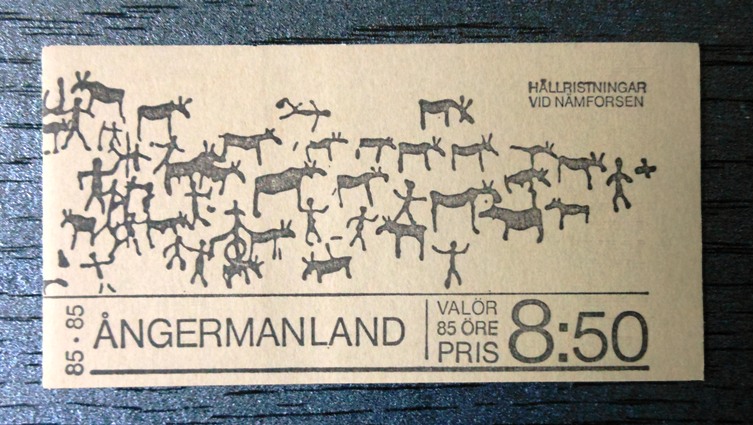 HÄLLRISTNINGAR
VID NÄMFORSEN
85 • 85
ÅNGERMANLAND
VALÖR
85 ÖRE
PRIS
8:50